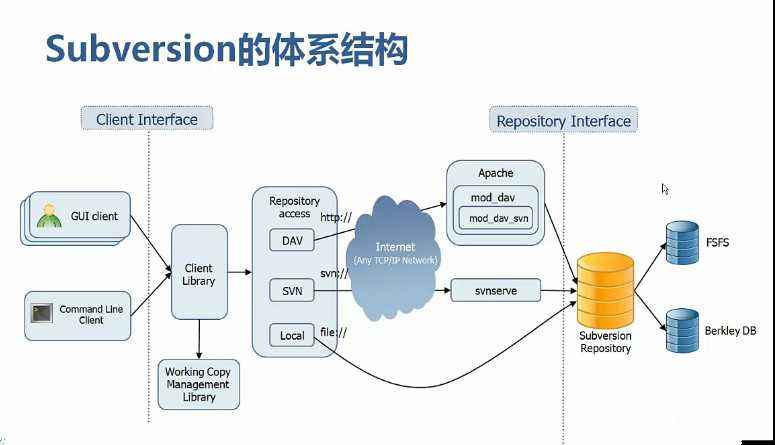 Subversion的体系结构
Client Interface
Repository Interface
GUI client
Command Line
Client
Client
Library
Working Copy
Management
Library
Repository
access
DAV
SVN
Local
http://
svn://
file://
Internet
(Any TCP/IP Network)
Apache
mod_dav
mod_dav_svn
svnserve
Subversion
Repository
FSFS
Berkley DB